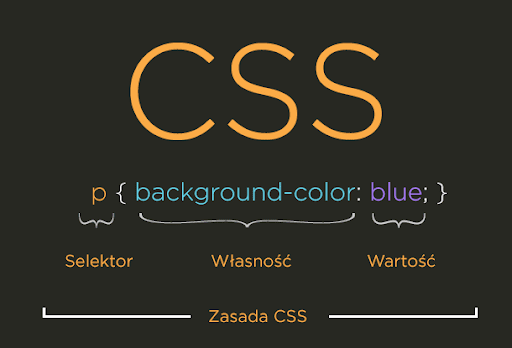 CSS
p { background-color: blue; }
Selektor Własność Wartość
Zasada CSS